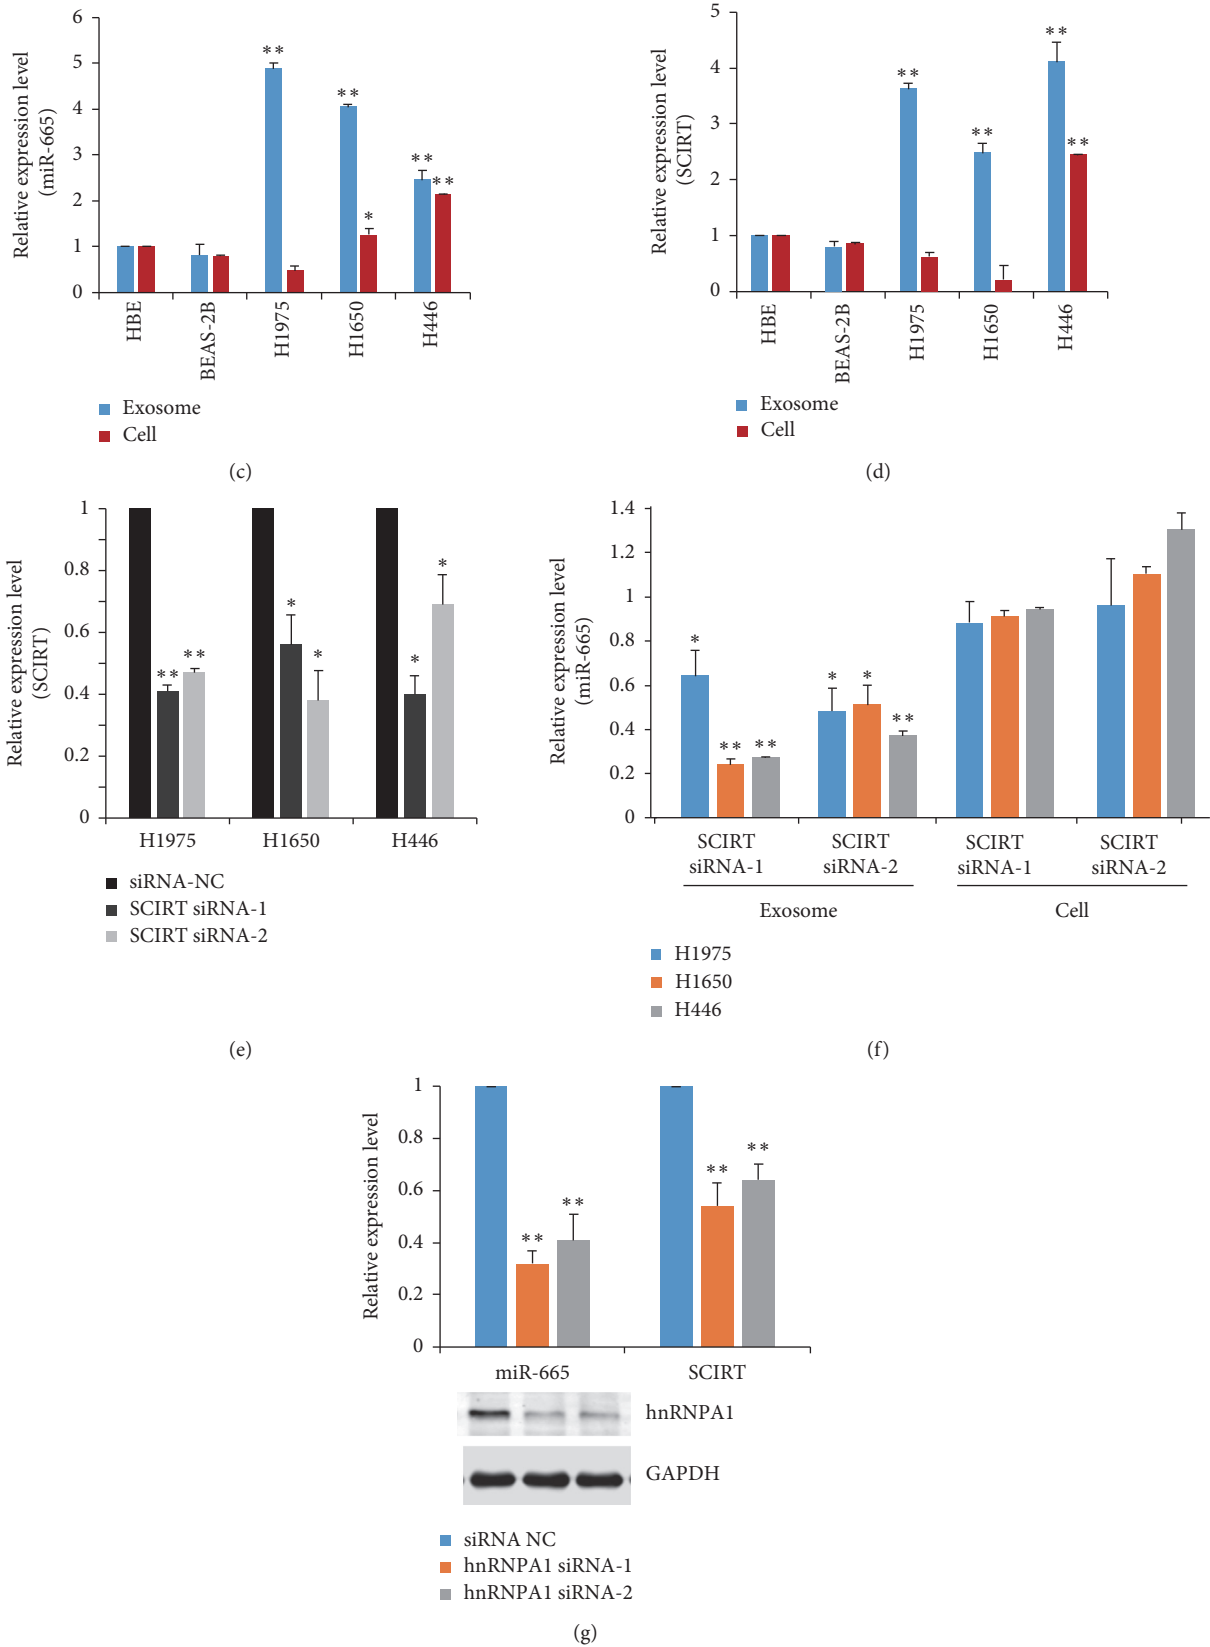 Relative expression level
(miR-665)
6
5
4
3
2
1
0
**
**
*
**
**
HBE
BEAS-2B
H1975
H1650
H446
Exosome
Cell
(c)
Relative expression level
(SCIRT)
5
4
3
2
1
0
**
**
**
**
HBE
BEAS-2B
H1975
H1650
H446
Exosome
Cell
(d)
Relative expression level
(SCIRT)
1
0.8
0.6
0.4
0.2
0
**
**
*
*
*
*
H1975
H1650
H446
siRNA-NC
SCIRT siRNA-1
SCIRT siRNA-2
(e)
Relative expression level
(miR-665)
1.4
1.2
1
0.8
0.6
0.4
0.2
0
*
**
**
*
*
**
SCIRT
siRNA-1
SCIRT
siRNA-2
SCIRT
siRNA-1
SCIRT
siRNA-2
Exosome
Cell
H1975
H1650
H446
(f)
Relative expression level
1
0.8
0.6
0.4
0.2
0
**
**
**
**
miR-665
SCIRT
hnRNPA1
GAPDH
siRNA NC
hnRNPA1 siRNA-1
hnRNPA1 siRNA-2
(g)